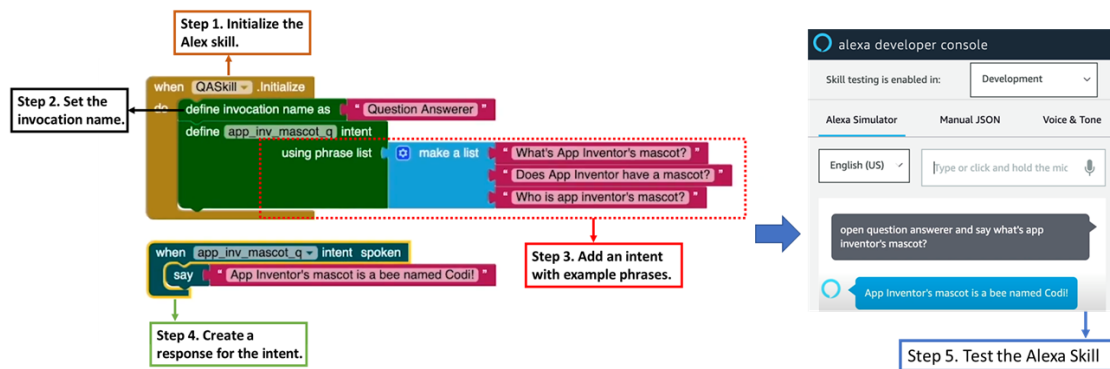 Step 1. Initialize the
Alex skill.
when QASkill .Initialize
Step 2. Set the
invocation name.
do define invocation name as " Question Answerer "
define app_inv_mascot_q intent
using phrase list make a list " What's App Inventor's mascot? "
" Does App Inventor have a mascot? "
" Who is app inventor's mascot? "
Step 3. Add an intent
with example phrases.
when app_inv_mascot_q intent spoken
say " App Inventor's mascot is a bee named Codi! "
Step 4. Create a
response for the intent.
alexa developer console
Skill testing is enabled in: Development
Alexa Simulator Manual JSON Voice & Tone
English (US) Type or click and hold the mic
open question answerer and say what's app
inventor's mascot?
App Inventor's mascot is a bee named Codi!
Step 5. Test the Alexa Skill